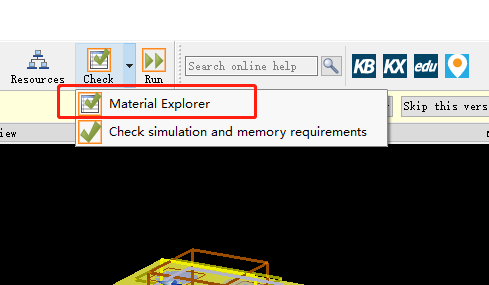 Resources Check Run Search online help KB KX edu
Material Explorer Skip this vers
Check simulation and memory requirements
iew